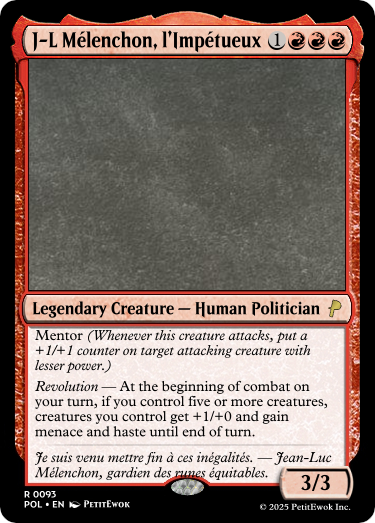 J-L Mélenchon, l'Impétueux 1
Legendary Creature — Human Politician
Mentor (Whenever this creature attacks, put a
+1/+1 counter on target attacking creature with
lesser power.)
Revolution — At the beginning of combat on
your turn, if you control five or more creatures,
creatures you control get +1/+0 and gain
menace and haste until end of turn.
Je suis venu mettre fin à ces inégalités. — Jean-Luc
Mélenchon, gardien des runes équitables.
3/3
R 0093
POL • EN PetitEwok
© 2025 PetitEwok Inc.